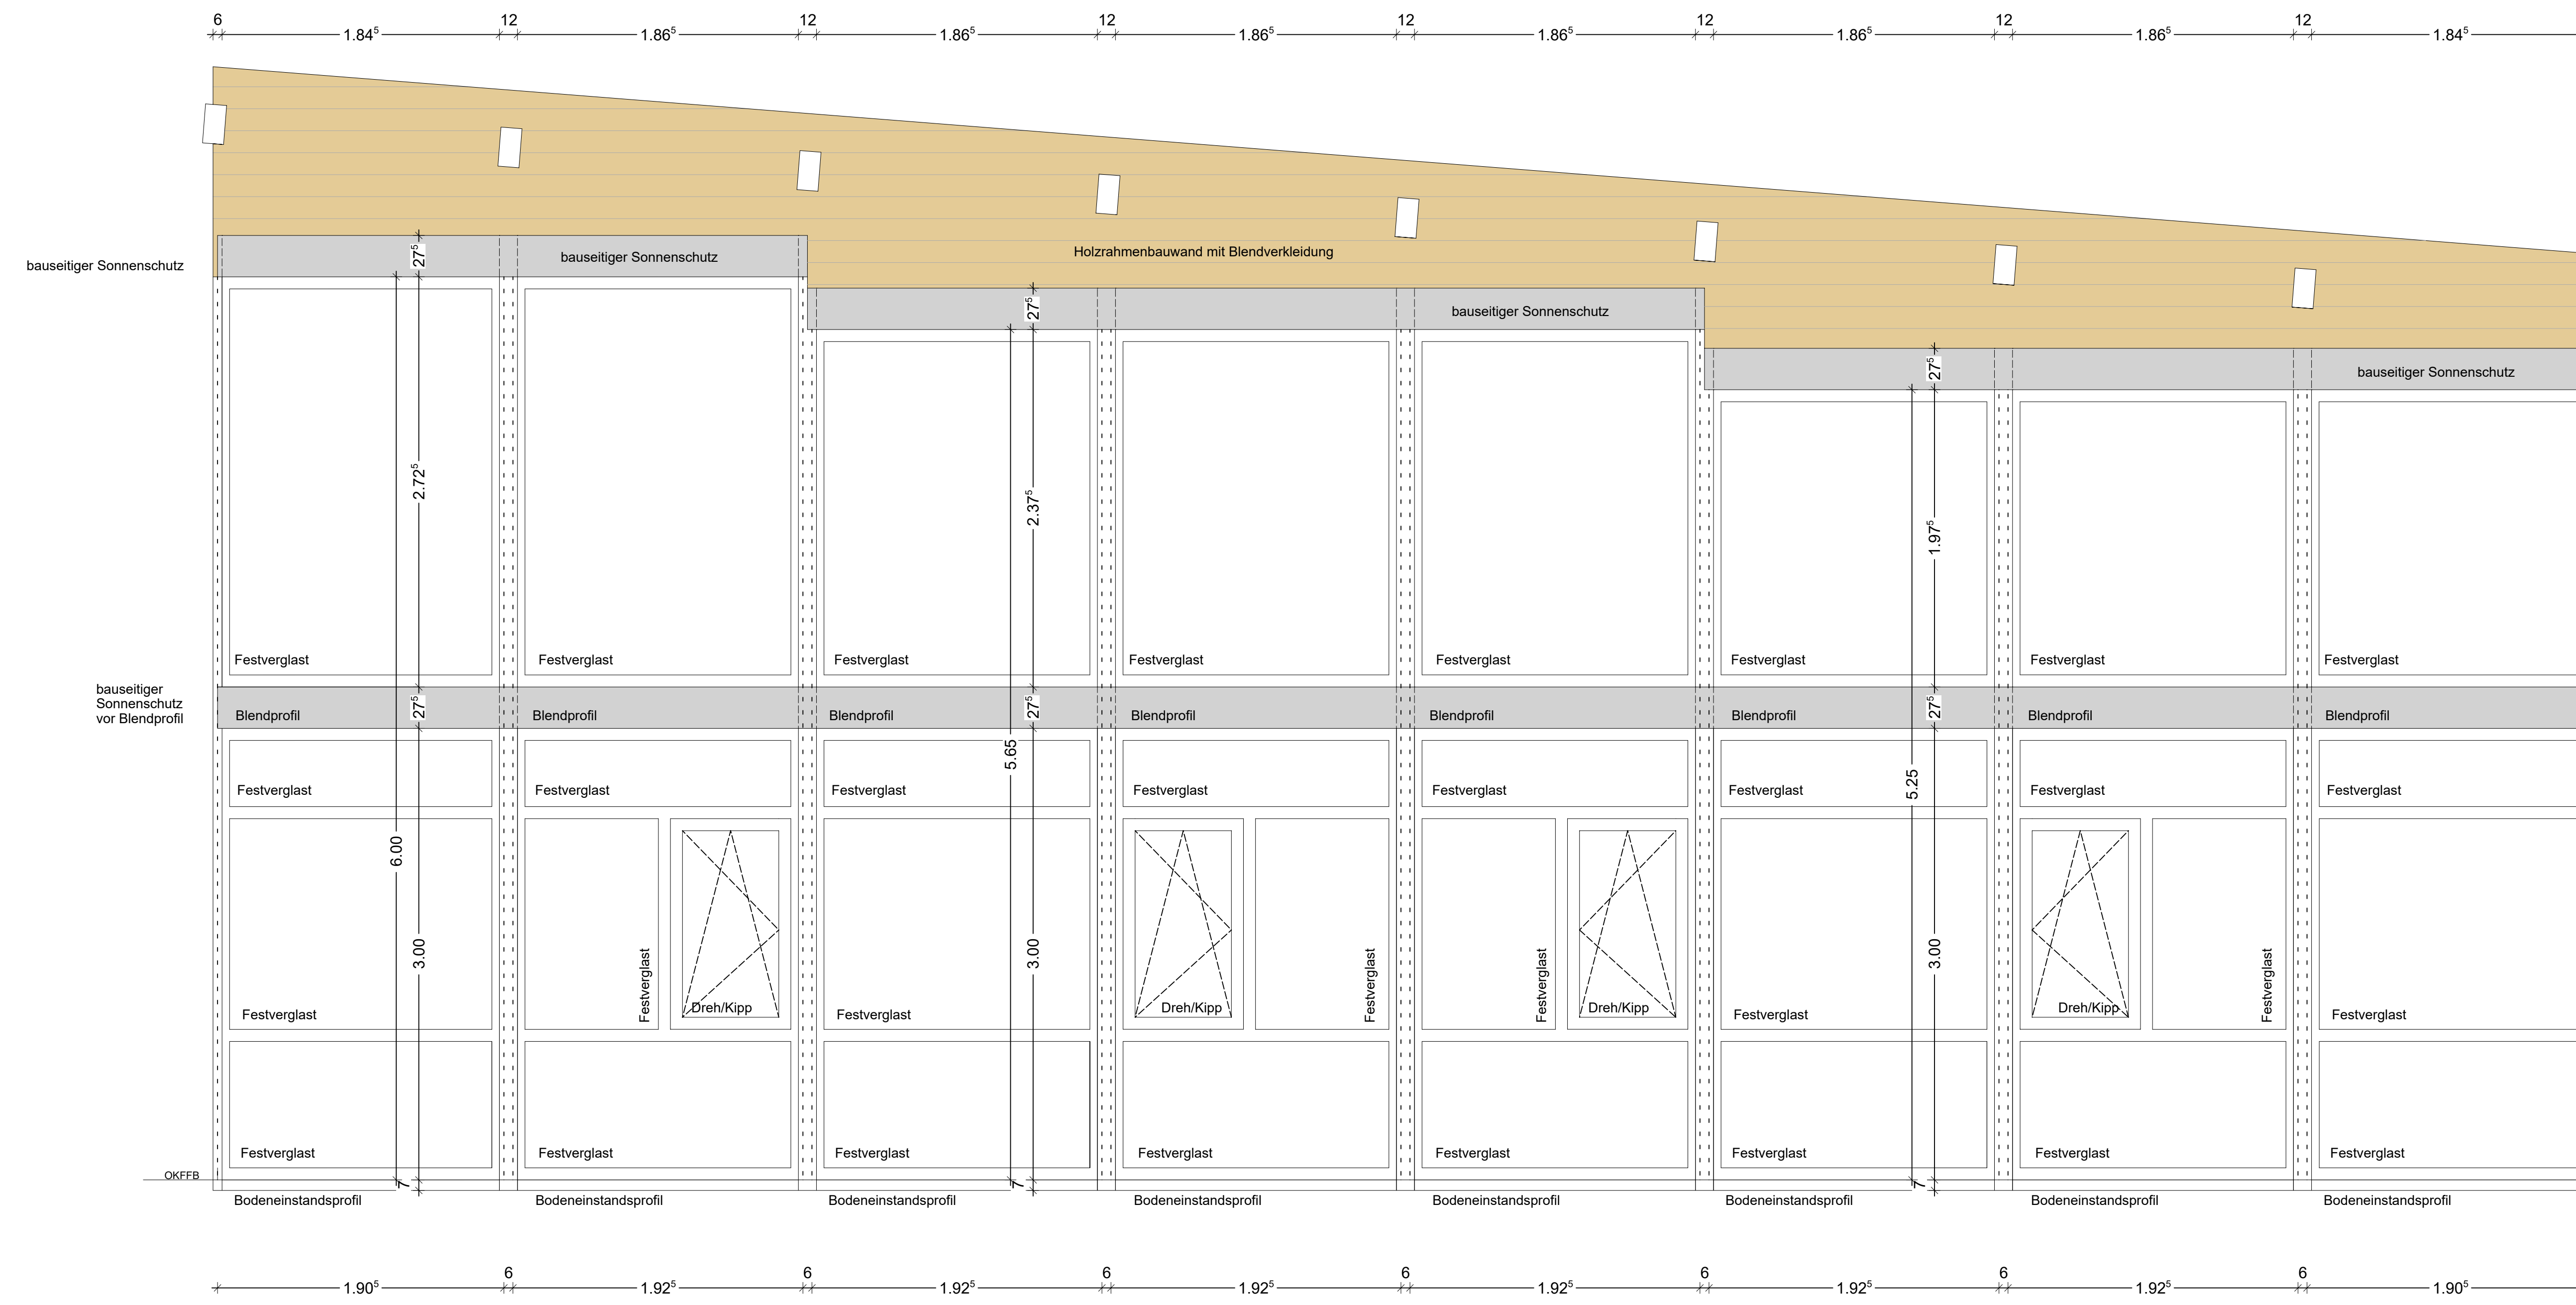 6 12 12 12 12 12 12 12
1.84⁵ 1.86⁵ 1.86⁵ 1.86⁵ 1.86⁵ 1.86⁵ 1.86⁵ 1.84⁵
Holzrahmenbauwand mit Blendverkleidung
bauseitiger Sonnenschutz
27⁵
bauseitiger Sonnenschutz
27⁵
bauseitiger Sonnenschutz
27⁵
bauseitiger Sonnenschutz
2.72⁵
2.37⁵
1.97⁵
Festverglast Festverglast Festverglast Festverglast Festverglast Festverglast Festverglast Festverglast
bauseitiger
Sonnenschutz
vor Blendprofil
Blendprofil 27⁵ Blendprofil Blendprofil 27⁵ Blendprofil Blendprofil Blendprofil 27⁵ Blendprofil Blendprofil
5.65
5.25
6.00
Festverglast Festverglast Festverglast Festverglast Festverglast Festverglast Festverglast Festverglast
3.00 3.00 3.00
Festverglast Festverglast Festverglast Festverglast
Dreh/Kipp Dreh/Kipp Dreh/Kipp Dreh/Kipp
Festverglast Festverglast Festverglast Festverglast
Festverglast Festverglast Festverglast Festverglast Festverglast Festverglast Festverglast Festverglast
OKFFB
7 7 7
Bodeneinstandsprofil Bodeneinstandsprofil Bodeneinstandsprofil Bodeneinstandsprofil Bodeneinstandsprofil Bodeneinstandsprofil Bodeneinstandsprofil Bodeneinstandsprofil
6 6 6 6 6 6 6
1.90⁵ 1.92⁵ 1.92⁵ 1.92⁵ 1.92⁵ 1.92⁵ 1.92⁵ 1.90⁵